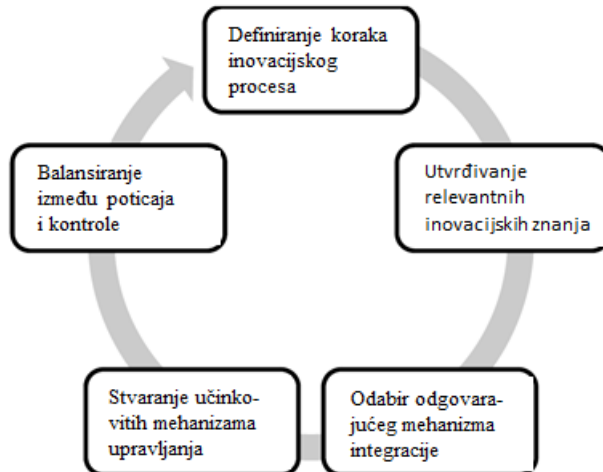 Definiranje koraka
inovacijskog
procesa
Utvrđivanje
relevantnih
inovacijskih znanja
Odabir odgovara-
jućeg mehanizma
integracije
Stvaranje učinko-
vitih mehanizama
upravljanja
Balansiranje
između poticaja
i kontrole